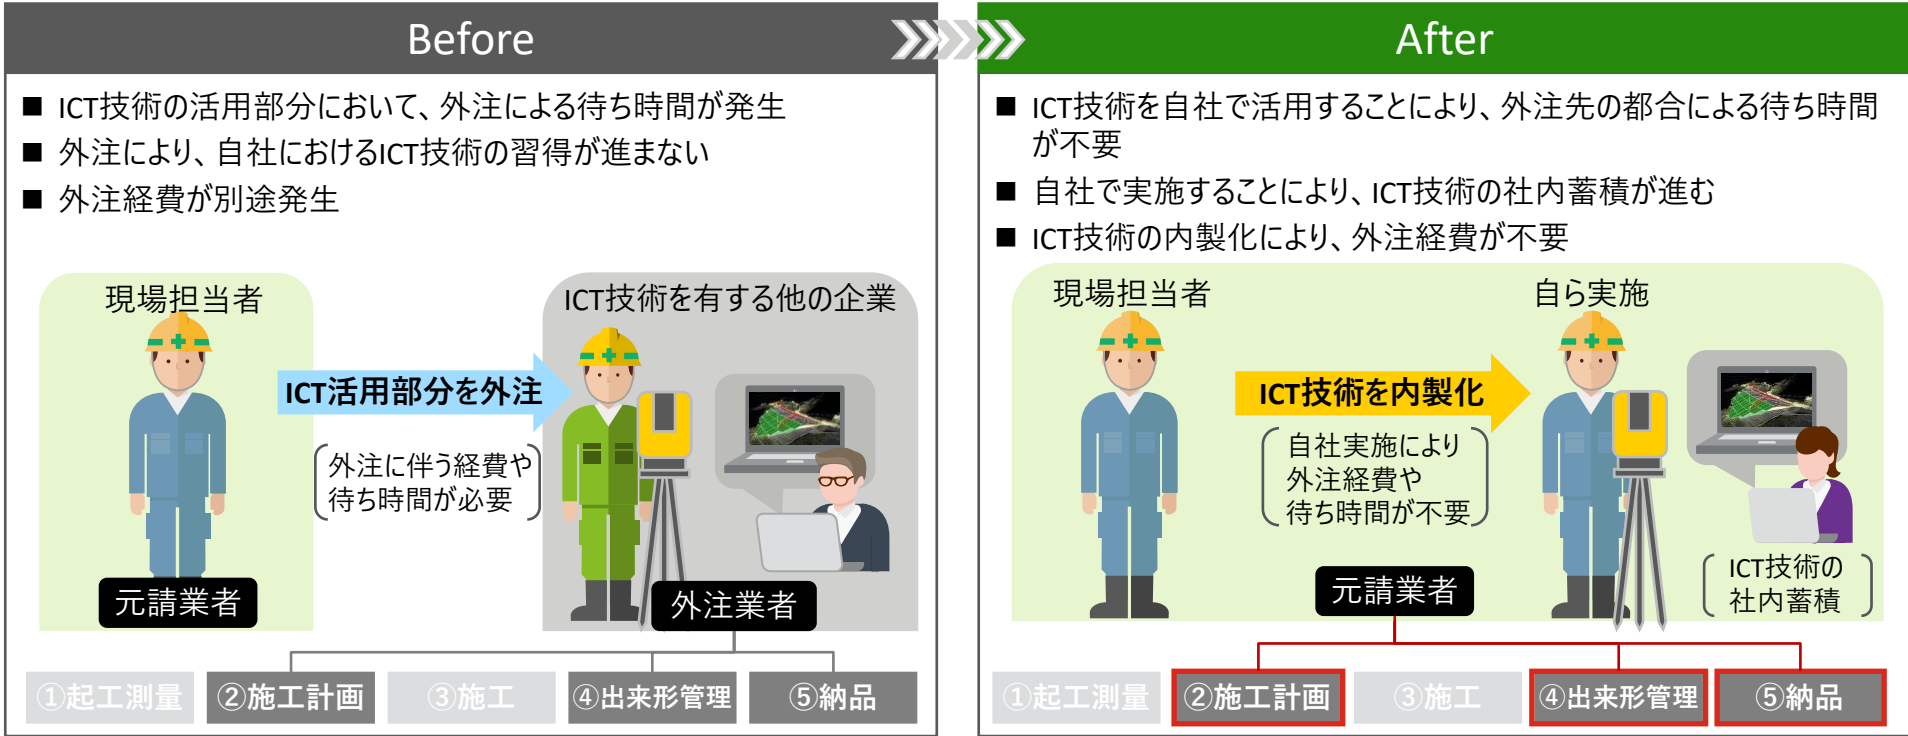 Before
■ ICT技術の活用部分において、外注による待ち時間が発生
■ 外注により、自社におけるICT技術の習得が進まない
■ 外注経費が別途発生
現場担当者
ICT技術を有する他の企業
ICT活用部分を外注
外注に伴う経費や
待ち時間が必要
元請業者
外注業者
①起工測量
②施工計画
③施工
④出来形管理
⑤納品
After
■ ICT技術を自社で活用することにより、外注先の都合による待ち時間
が不要
■ 自社で実施することにより、ICT技術の社内蓄積が進む
■ ICT技術の内製化により、外注経費が不要
現場担当者
自ら実施
ICT技術を内製化
自社実施により
外注経費や
待ち時間が不要
ICT技術の
社内蓄積
元請業者
①起工測量
②施工計画
③施工
④出来形管理
⑤納品